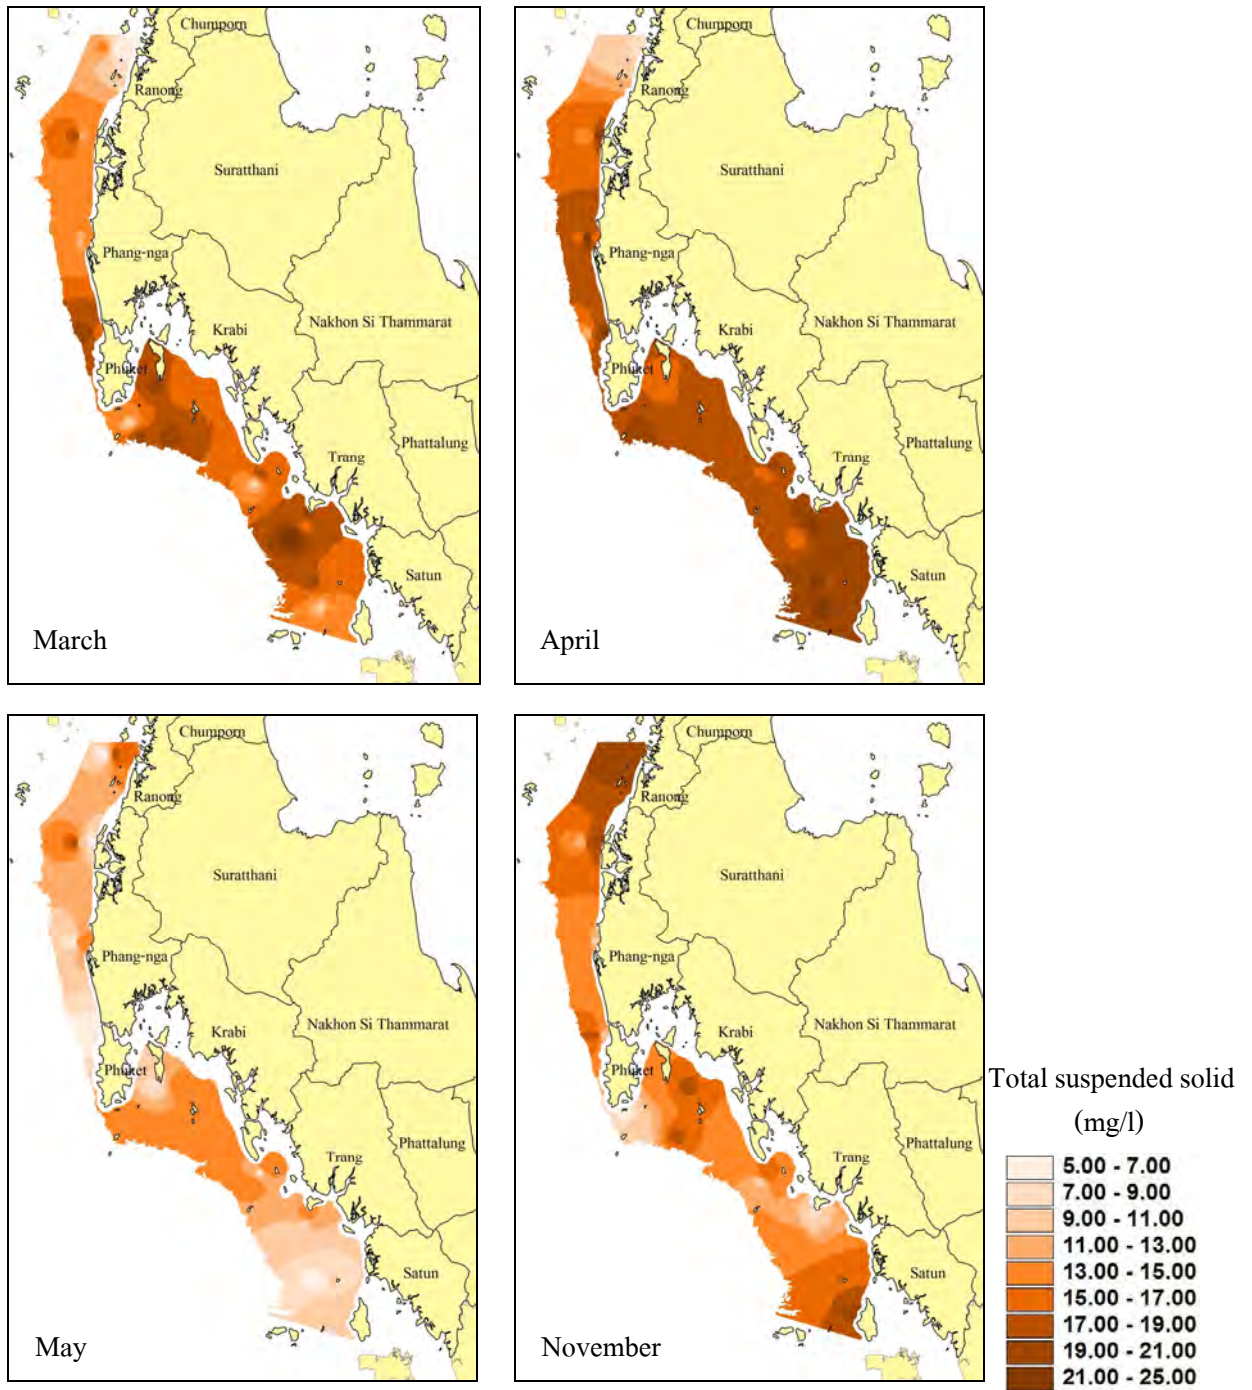 Chumporn
Ranong
Suratthani
Phang-nga
Krabi
Nakhon Si Thammarat
Phuket
Phattalung
Trang
Satun
March
Chumporn
Ranong
Suratthani
Phang-nga
Krabi
Nakhon Si Thammarat
Phuket
Phattalung
Trang
Satun
April
Chumporn
Ranong
Suratthani
Phang-nga
Krabi
Nakhon Si Thammarat
Phuket
Phattalung
Trang
Satun
May
Chumporn
Ranong
Suratthani
Phang-nga
Krabi
Nakhon Si Thammarat
Phuket
Phattalung
Trang
Satun
November
Total suspended solid
(mg/l)
5.00 - 7.00
7.00 - 9.00
9.00 - 11.00
11.00 - 13.00
13.00 - 15.00
15.00 - 17.00
17.00 - 19.00
19.00 - 21.00
21.00 - 25.00